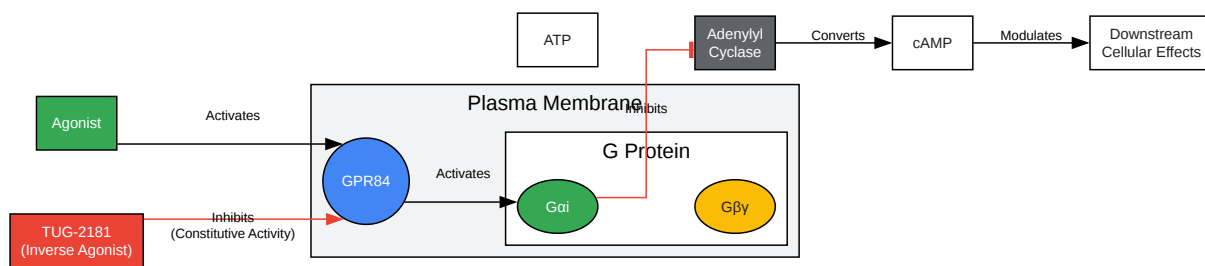 ATP
Adenylyl
Cyclase
Converts
cAMP
Modulates
Downstream
Cellular Effects
Plasma Membrane
Inhibits
Agonist
Activates
G Protein
GPR84
Activates
Gαi
Gβγ
TUG-2181
(Inverse Agonist)
Inhibits
(Constitutive Activity)